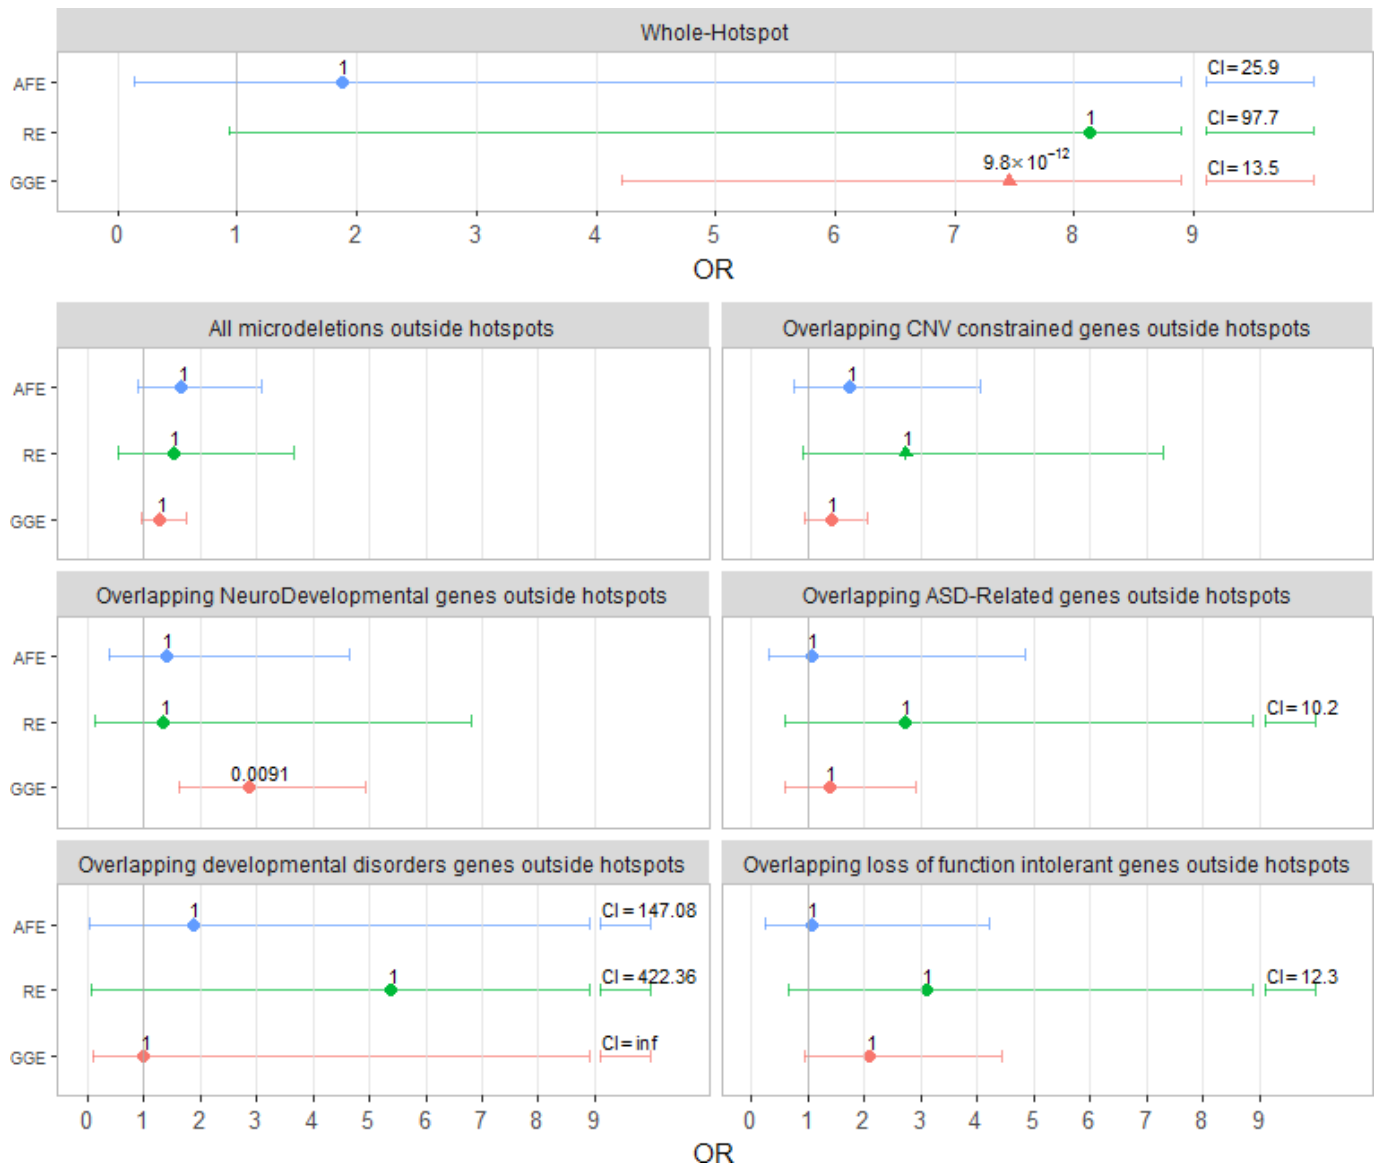 Whole-Hotspot
AFE
1
CI = 25.9
RE
1
CI = 97.7
GGE
9.8 × 10⁻¹²
CI = 13.5
0 1 2 3 4 5 6 7 8 9
OR
All microdeletions outside hotspots
AFE
1
RE
1
GGE
1
Overlapping CNV constrained genes outside hotspots
1
1
1
Overlapping NeuroDevelopmental genes outside hotspots
AFE
1
RE
1
GGE
0.0091
Overlapping ASD-Related genes outside hotspots
1
1
CI = 10.2
1
Overlapping developmental disorders genes outside hotspots
AFE
1
CI = 147.08
RE
1
CI = 422.36
GGE
1
CI = inf
0 1 2 3 4 5 6 7 8 9
Overlapping loss of function intolerant genes outside hotspots
1
1
CI = 12.3
1
0 1 2 3 4 5 6 7 8 9
OR